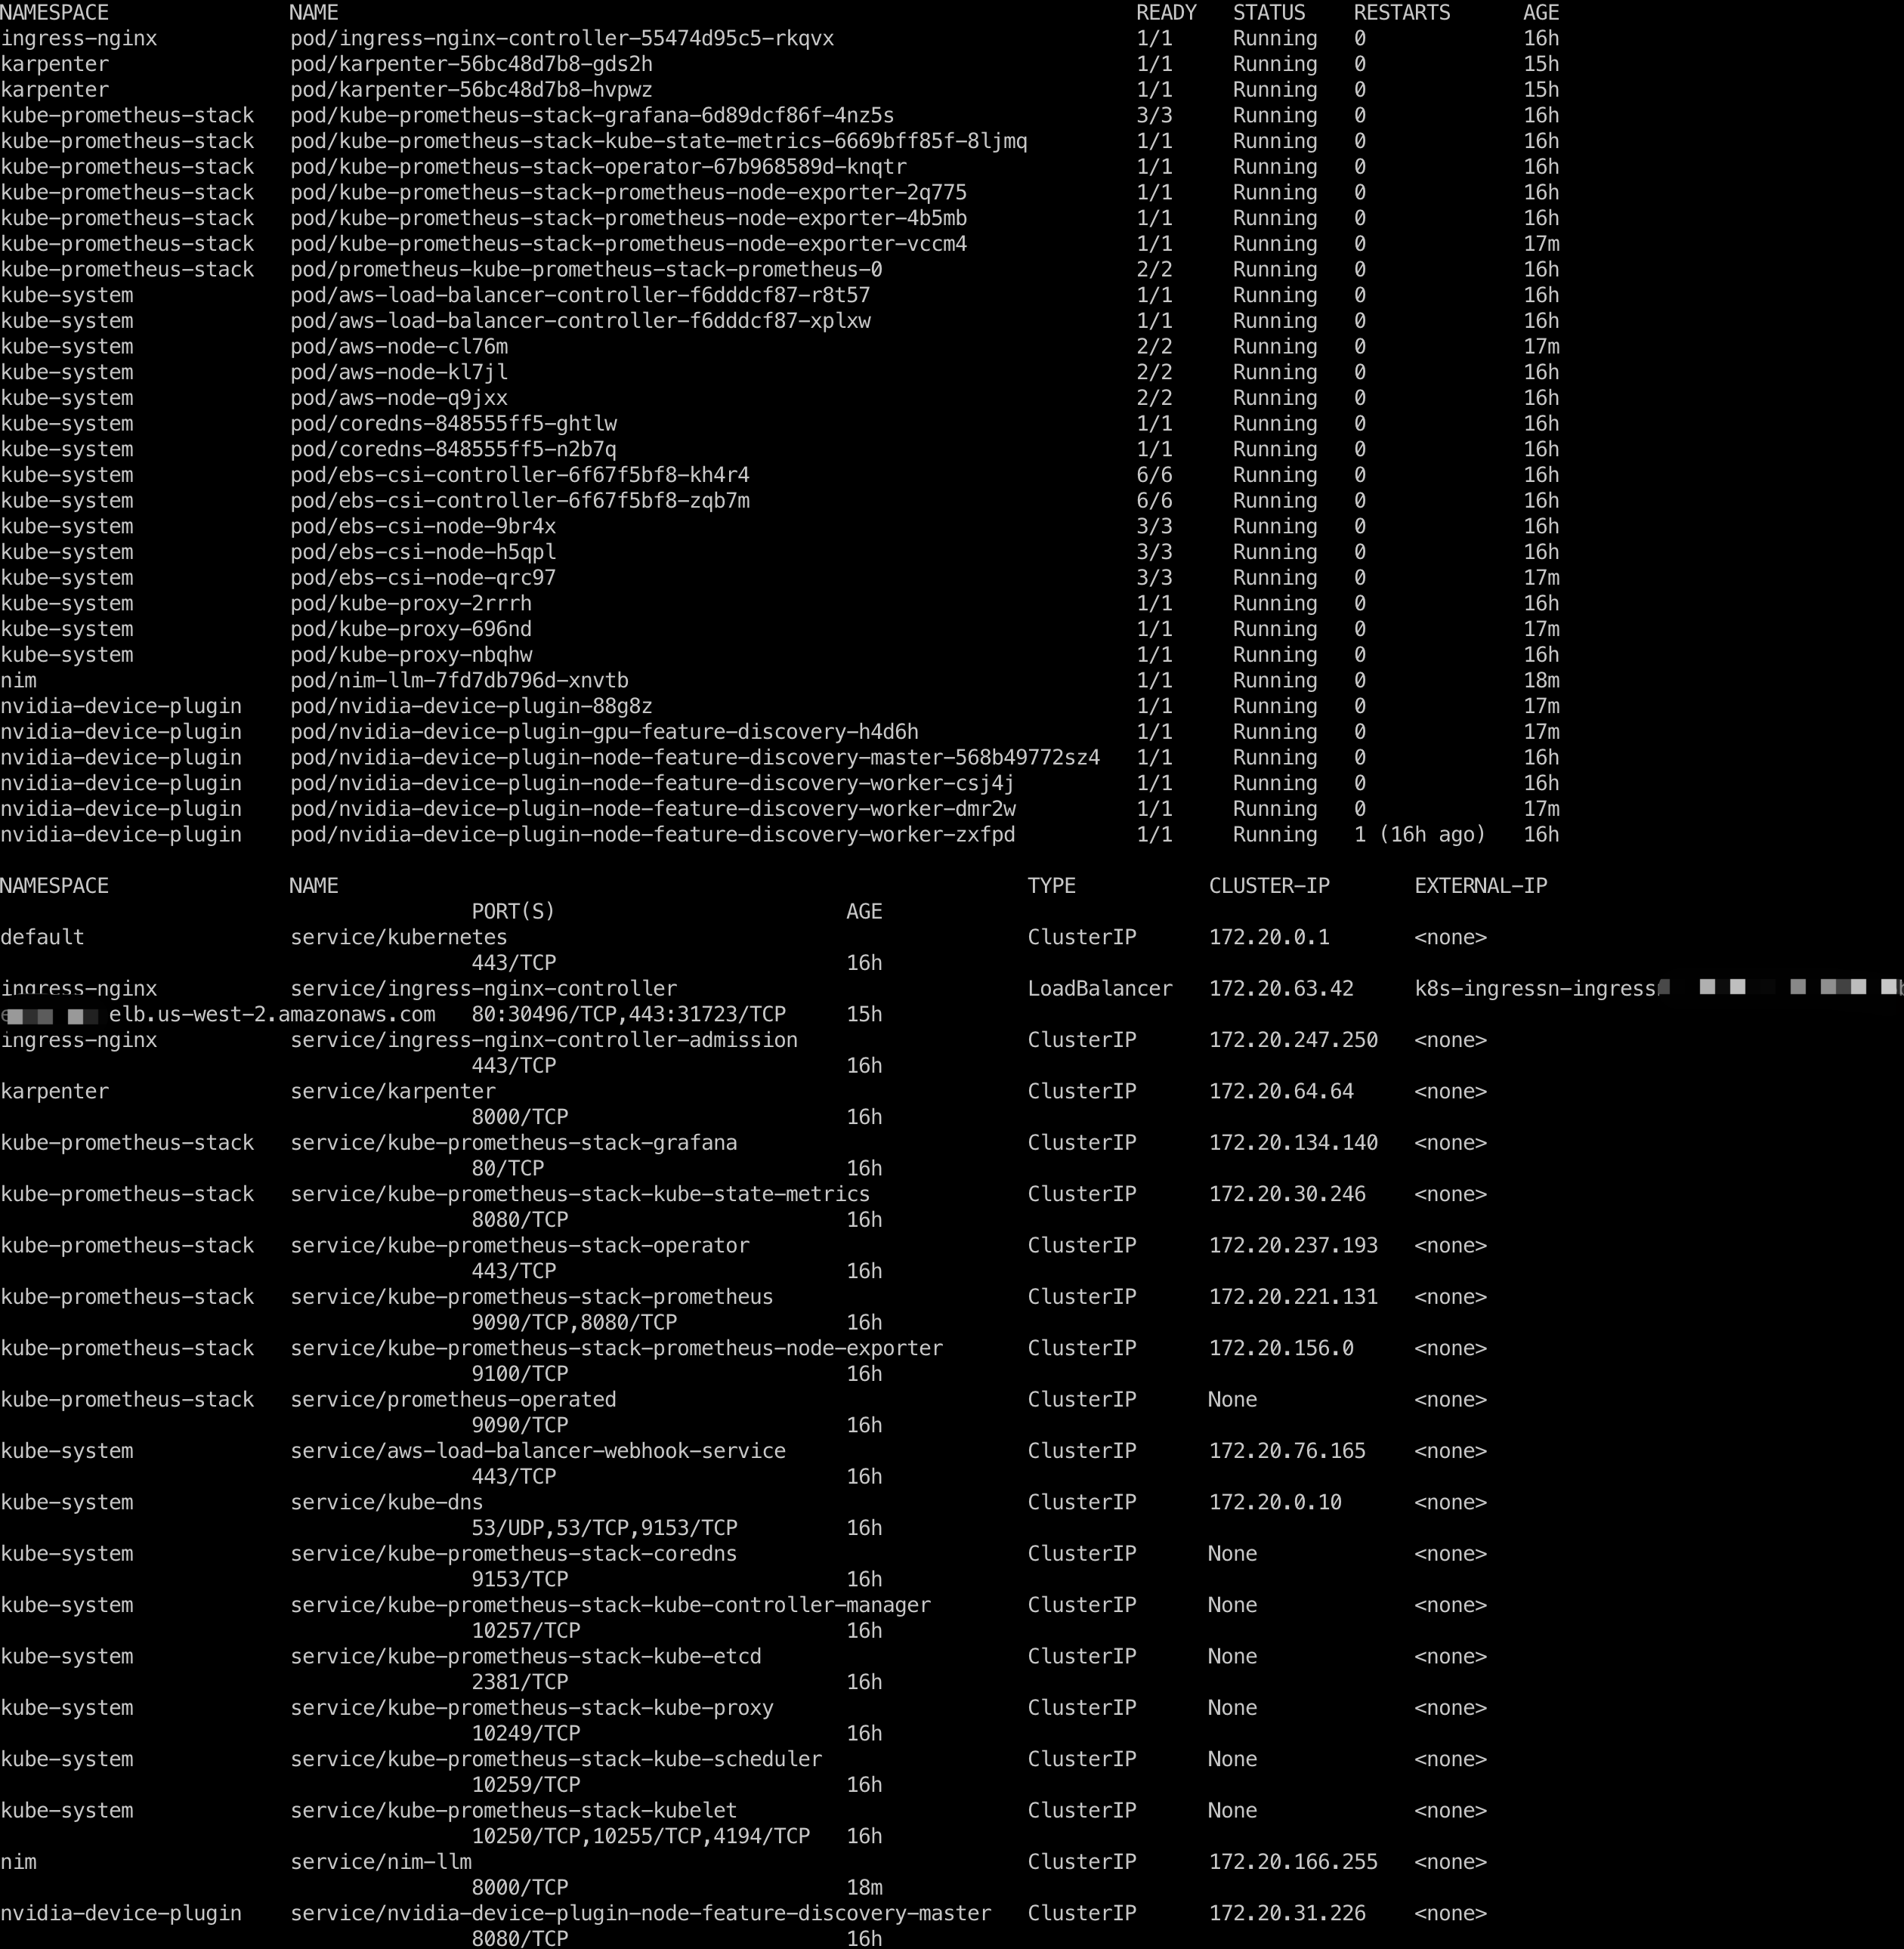 NAMESPACE NAME READY STATUS RESTARTS AGE
ingress-nginx pod/ingress-nginx-controller-55474d95c5-rkqvx 1/1 Running 0 16h
karpenter pod/karpenter-56bc48d7b8-gds2h 1/1 Running 0 15h
karpenter pod/karpenter-56bc48d7b8-hvpwz 1/1 Running 0 15h
kube-prometheus-stack pod/kube-prometheus-stack-grafana-6d89dcf86f-4nz5s 3/3 Running 0 16h
kube-prometheus-stack pod/kube-prometheus-stack-kube-state-metrics-6669bff85f-8ljmq 1/1 Running 0 16h
kube-prometheus-stack pod/kube-prometheus-stack-operator-67b968589d-knqtr 1/1 Running 0 16h
kube-prometheus-stack pod/kube-prometheus-stack-prometheus-node-exporter-2q775 1/1 Running 0 16h
kube-prometheus-stack pod/kube-prometheus-stack-prometheus-node-exporter-4b5mb 1/1 Running 0 16h
kube-prometheus-stack pod/kube-prometheus-stack-prometheus-node-exporter-vccm4 1/1 Running 0 17m
kube-prometheus-stack pod/prometheus-kube-prometheus-stack-prometheus-0 2/2 Running 0 16h
kube-system pod/aws-load-balancer-controller-f6dddcf87-r8t57 1/1 Running 0 16h
kube-system pod/aws-load-balancer-controller-f6dddcf87-xplxw 1/1 Running 0 16h
kube-system pod/aws-node-cl76m 2/2 Running 0 17m
kube-system pod/aws-node-kl7jl 2/2 Running 0 16h
kube-system pod/aws-node-q9jxx 2/2 Running 0 16h
kube-system pod/coredns-848555ff5-ghtlw 1/1 Running 0 16h
kube-system pod/coredns-848555ff5-n2b7q 1/1 Running 0 16h
kube-system pod/ebs-csi-controller-6f67f5bf8-kh4r4 6/6 Running 0 16h
kube-system pod/ebs-csi-controller-6f67f5bf8-zqb7m 6/6 Running 0 16h
kube-system pod/ebs-csi-node-9br4x 3/3 Running 0 16h
kube-system pod/ebs-csi-node-h5qpl 3/3 Running 0 16h
kube-system pod/ebs-csi-node-qrc97 3/3 Running 0 17m
kube-system pod/kube-proxy-2rrrh 1/1 Running 0 16h
kube-system pod/kube-proxy-696nd 1/1 Running 0 17m
kube-system pod/kube-proxy-nbqhw 1/1 Running 0 16h
nim pod/nim-llm-7fd7db796d-xnvtb 1/1 Running 0 18m
nvidia-device-plugin pod/nvidia-device-plugin-88g8z 1/1 Running 0 17m
nvidia-device-plugin pod/nvidia-device-plugin-gpu-feature-discovery-h4d6h 1/1 Running 0 17m
nvidia-device-plugin pod/nvidia-device-plugin-node-feature-discovery-master-568b49772sz4 1/1 Running 0 16h
nvidia-device-plugin pod/nvidia-device-plugin-node-feature-discovery-worker-csj4j 1/1 Running 0 16h
nvidia-device-plugin pod/nvidia-device-plugin-node-feature-discovery-worker-dmr2w 1/1 Running 0 17m
nvidia-device-plugin pod/nvidia-device-plugin-node-feature-discovery-worker-zxfpd 1/1 Running 1 (16h ago) 16h
NAMESPACE NAME TYPE CLUSTER-IP EXTERNAL-IP
PORT(S) AGE
default service/kubernetes ClusterIP 172.20.0.1 <none>
443/TCP 16h
ingress-nginx service/ingress-nginx-controller LoadBalancer 172.20.63.42 k8s-ingressn-ingress
elb.us-west-2.amazonaws.com 80:30496/TCP,443:31723/TCP 15h
ingress-nginx service/ingress-nginx-controller-admission ClusterIP 172.20.247.250 <none>
443/TCP 16h
karpenter service/karpenter ClusterIP 172.20.64.64 <none>
8000/TCP 16h
kube-prometheus-stack service/kube-prometheus-stack-grafana ClusterIP 172.20.134.140 <none>
80/TCP 16h
kube-prometheus-stack service/kube-prometheus-stack-kube-state-metrics ClusterIP 172.20.30.246 <none>
8080/TCP 16h
kube-prometheus-stack service/kube-prometheus-stack-operator ClusterIP 172.20.237.193 <none>
443/TCP 16h
kube-prometheus-stack service/kube-prometheus-stack-prometheus ClusterIP 172.20.221.131 <none>
9090/TCP,8080/TCP 16h
kube-prometheus-stack service/kube-prometheus-stack-prometheus-node-exporter ClusterIP 172.20.156.0 <none>
9100/TCP 16h
kube-prometheus-stack service/prometheus-operated ClusterIP None <none>
9090/TCP 16h
kube-system service/aws-load-balancer-webhook-service ClusterIP 172.20.76.165 <none>
443/TCP 16h
kube-system service/kube-dns ClusterIP 172.20.0.10 <none>
53/UDP,53/TCP,9153/TCP 16h
kube-system service/kube-prometheus-stack-coredns ClusterIP None <none>
9153/TCP 16h
kube-system service/kube-prometheus-stack-kube-controller-manager ClusterIP None <none>
10257/TCP 16h
kube-system service/kube-prometheus-stack-kube-etcd ClusterIP None <none>
2381/TCP 16h
kube-system service/kube-prometheus-stack-kube-proxy ClusterIP None <none>
10249/TCP 16h
kube-system service/kube-prometheus-stack-kube-scheduler ClusterIP None <none>
10259/TCP 16h
kube-system service/kube-prometheus-stack-kubelet ClusterIP None <none>
10250/TCP,10255/TCP,4194/TCP 16h
nim service/nim-llm ClusterIP 172.20.166.255 <none>
8000/TCP 18m
nvidia-device-plugin service/nvidia-device-plugin-node-feature-discovery-master ClusterIP 172.20.31.226 <none>
8080/TCP 16h